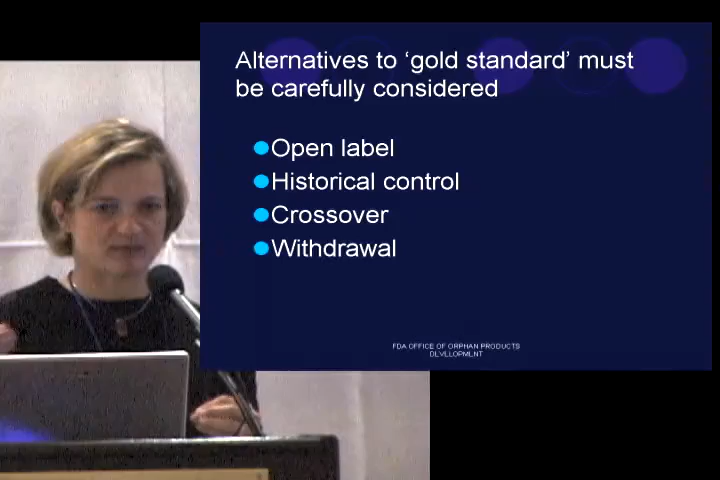 Alternatives to ‘gold standard’ must
be carefully considered
Open label
Historical control
Crossover
Withdrawal
FDA OFFICE OF ORPHAN PRODUCTS
DEVELOPMENT